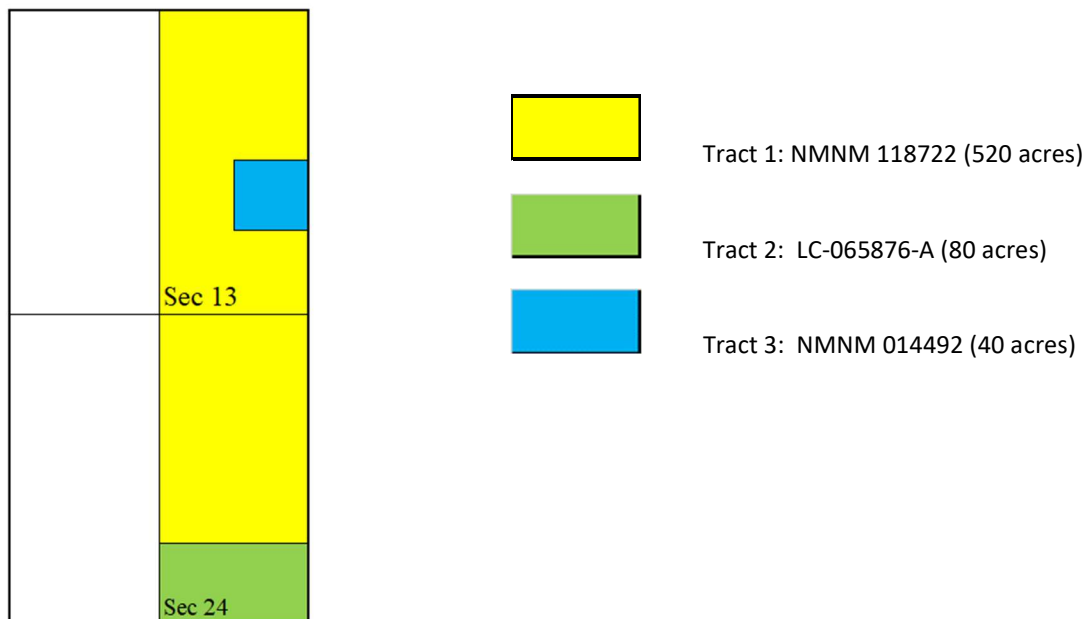 Tract 1: NMNM 118722 (520 acres)
Tract 2:  LC-065876-A (80 acres)
Sec 13
Tract 3:  NMNM 014492 (40 acres)
Sec 24